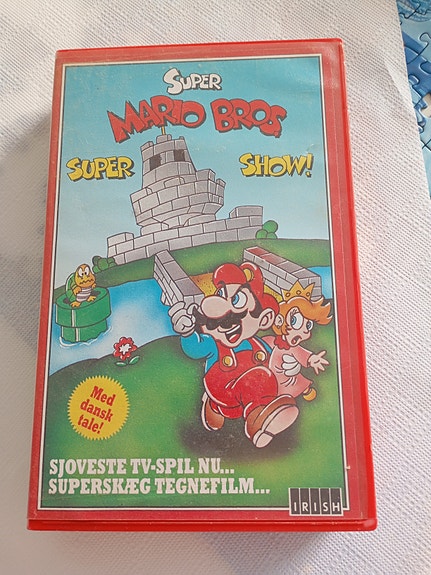 SUPER
MARIO BROS
SUPER SHOW!
Med
dansk
tale!
SJOVESTE TV-SPIL NU...
SUPERSKÆG TEGNEFILM...
IRISH